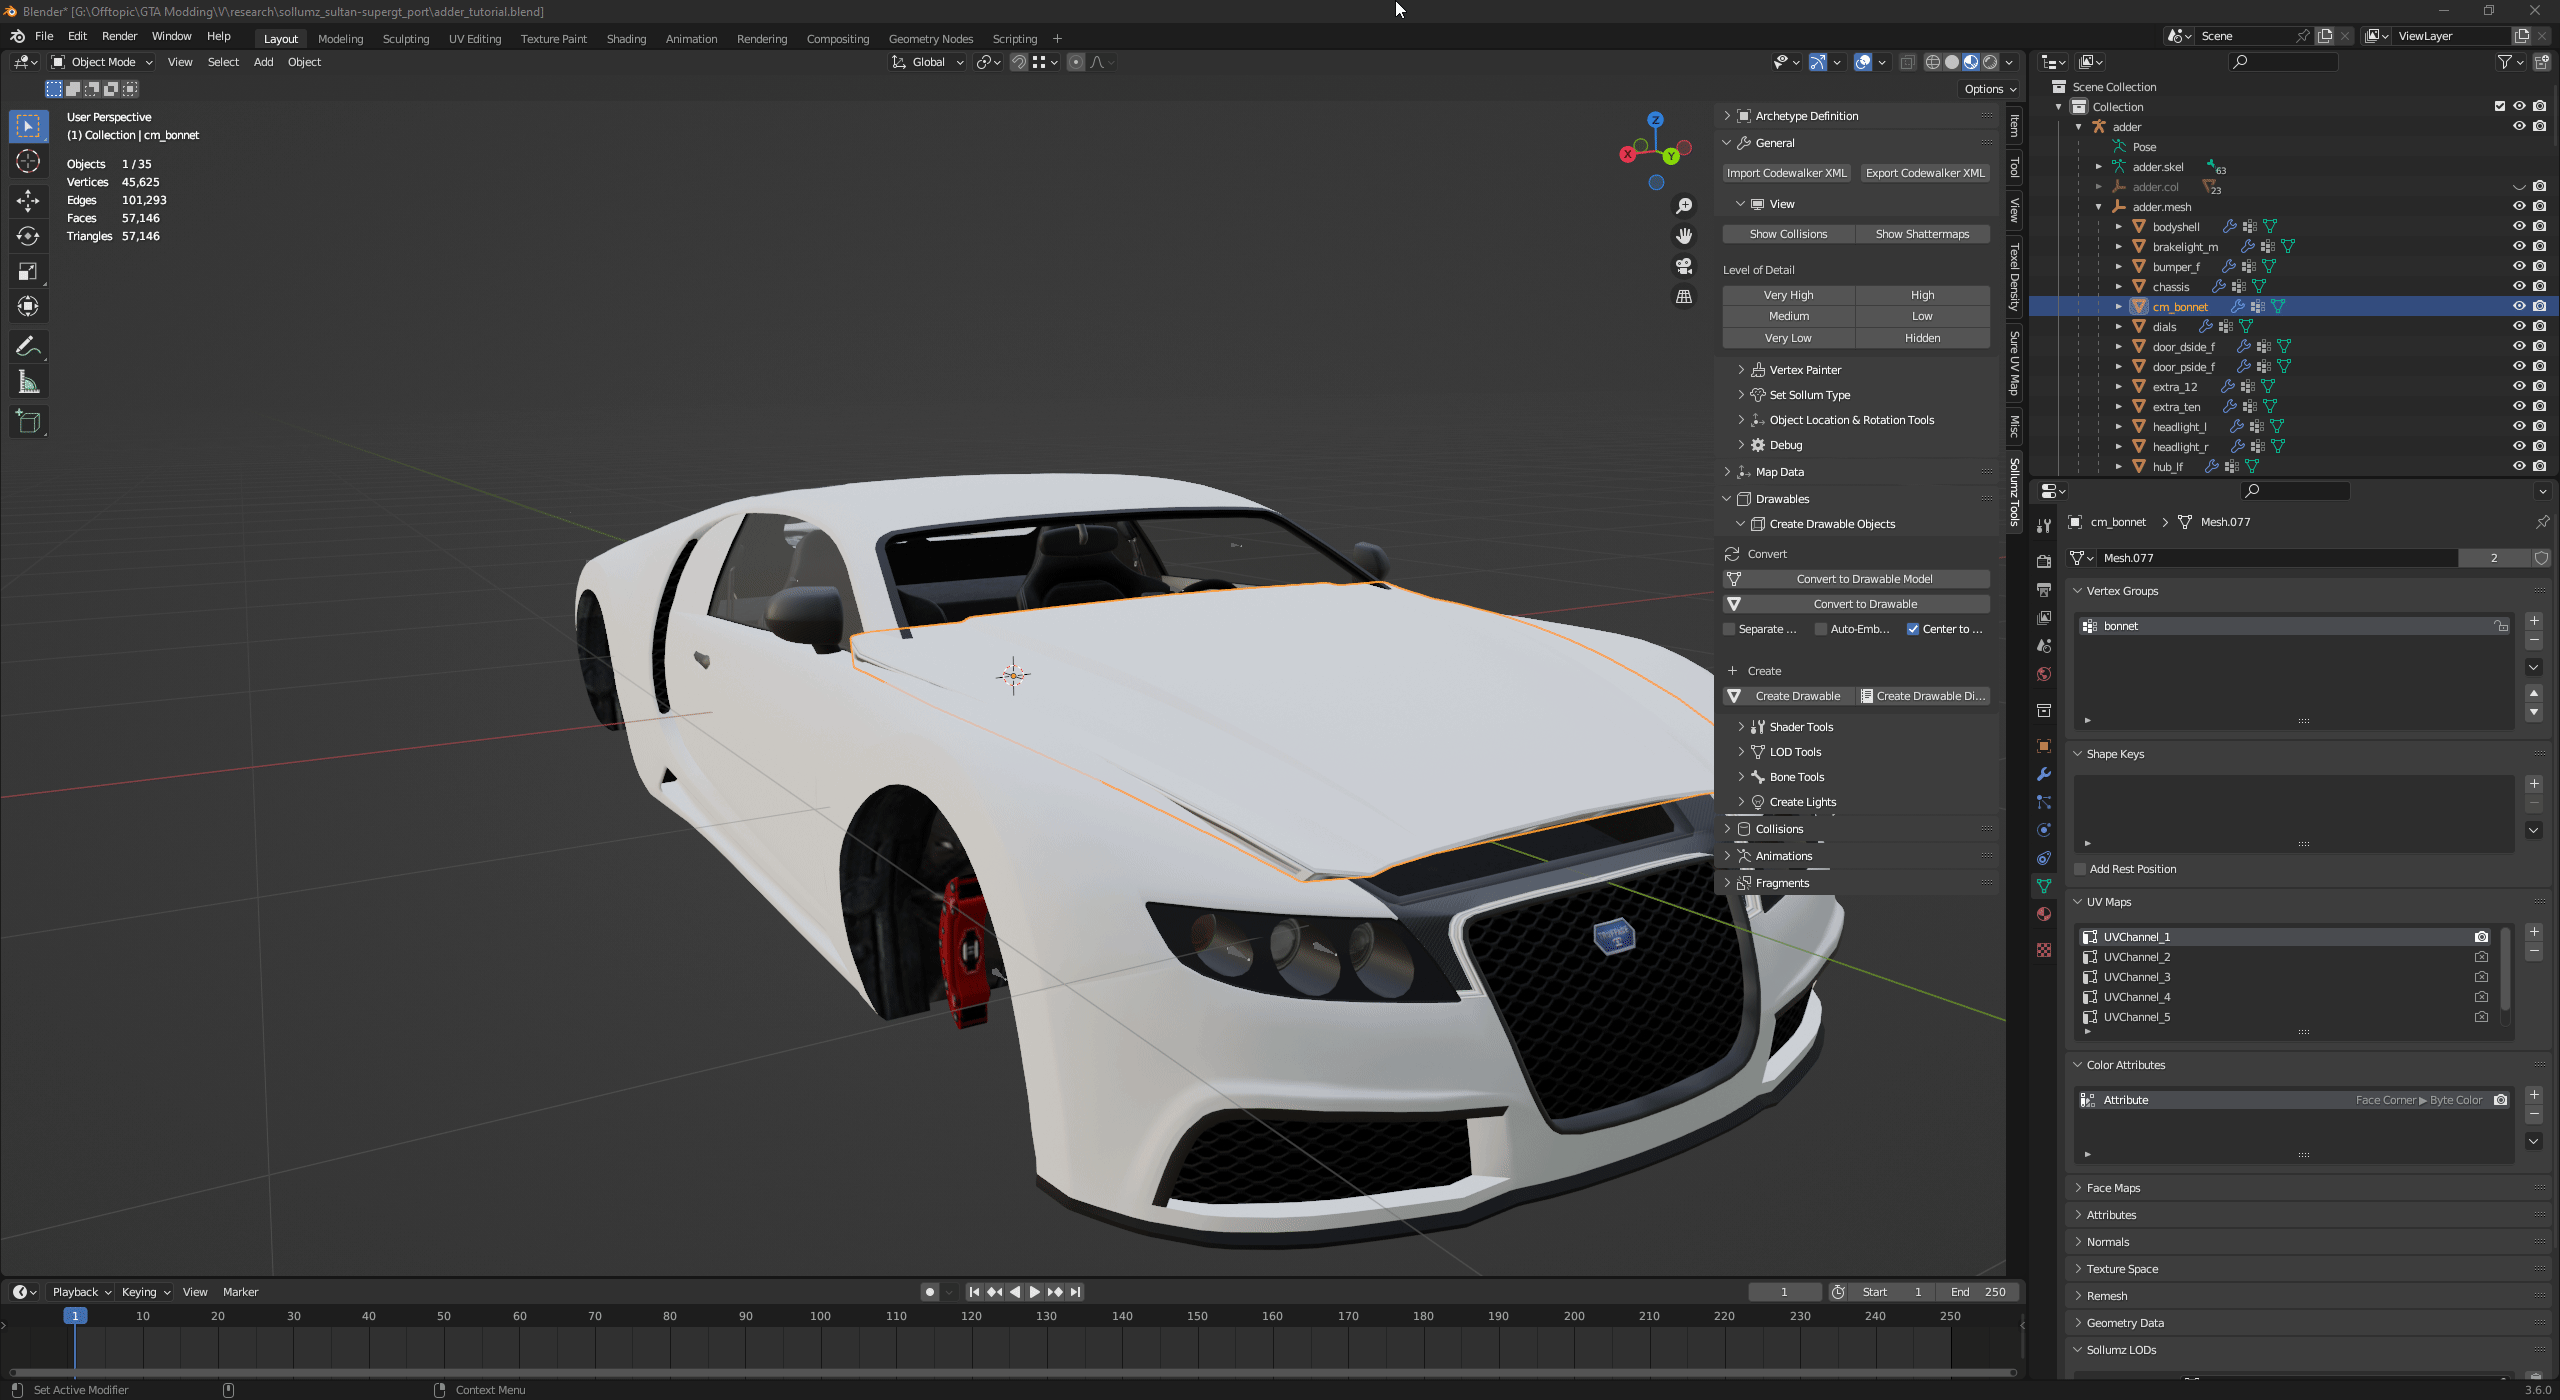 Blender* [G:\Offtopic\GTA Modding\V\research\sollumz_sultan-supergt_port\adder_tutorial.blend]
File Edit Render Window Help
Layout Modeling Sculpting UV Editing Texture Paint Shading Animation Rendering Compositing Geometry Nodes Scripting
Scene
ViewLayer
Object Mode View Select Add Object
Global
Options
User Perspective
(1) Collection | cm_bonnet
Objects 1 / 35
Vertices 45,625
Edges 101,293
Faces 57,146
Triangles 57,146
Z
X
Y
Archetype Definition
General
Import Codewalker XML Export Codewalker XML
View
Show Collisions Show Shattermaps
Level of Detail
Very High High
Medium Low
Very Low Hidden
Vertex Painter
Set Sollum Type
Object Location & Rotation Tools
Debug
Map Data
Drawables
Create Drawable Objects
Convert
Convert to Drawable Model
Convert to Drawable
Separate ... Auto-Emb... Center to ...
Create
Create Drawable Create Drawable Di...
Shader Tools
LOD Tools
Bone Tools
Create Lights
Collisions
Animations
Fragments
Item
Tool
View
Texel Density
Sure UV Map
Misc
Sollumz Tools
Scene Collection
Collection
adder
Pose
adder.skel 63
adder.col 23
adder.mesh
bodyshell
brakelight_m
bumper_f
chassis
cm_bonnet
dials
door_dside_f
door_pside_f
extra_12
extra_ten
headlight_l
headlight_r
hub_lf
cm_bonnet > Mesh.077
Mesh.077 2
Vertex Groups
bonnet
Shape Keys
Add Rest Position
UV Maps
UVChannel_1
UVChannel_2
UVChannel_3
UVChannel_4
UVChannel_5
Color Attributes
Attribute Face Corner ▶ Byte Color
Face Maps
Attributes
Normals
Texture Space
Remesh
Geometry Data
Sollumz LODs
Playback Keying View Marker
1 Start 1 End 250
1 10 20 30 40 50 60 70 80 90 100 110 120 130 140 150 160 170 180 190 200 210 220 230 240 250
Set Active Modifier Context Menu
3.6.0